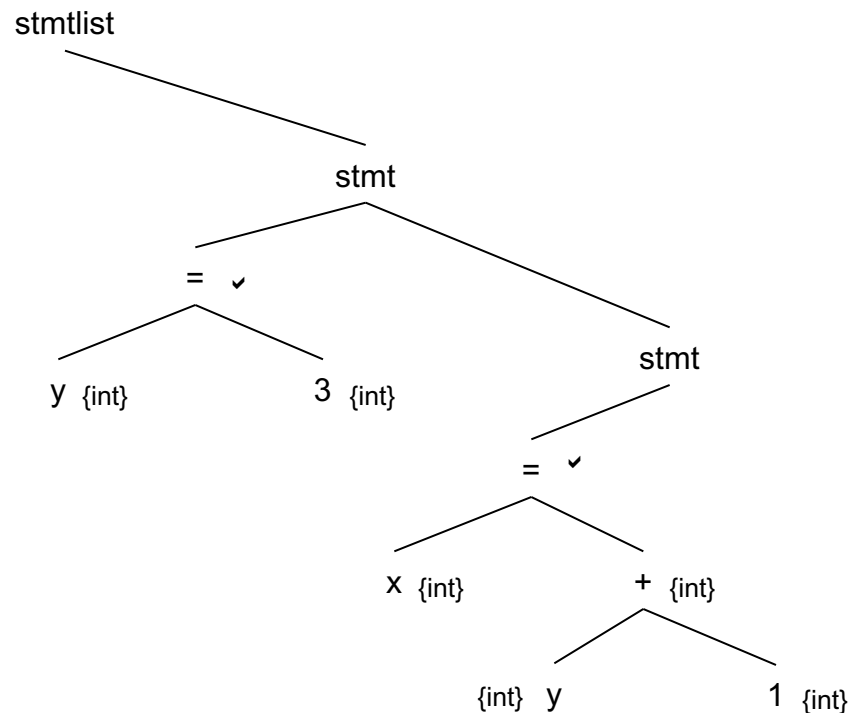 stmtlist
stmt
= ✓
stmt
y {int} 3 {int}
= ✓
x {int} + {int}
{int} y 1 {int}